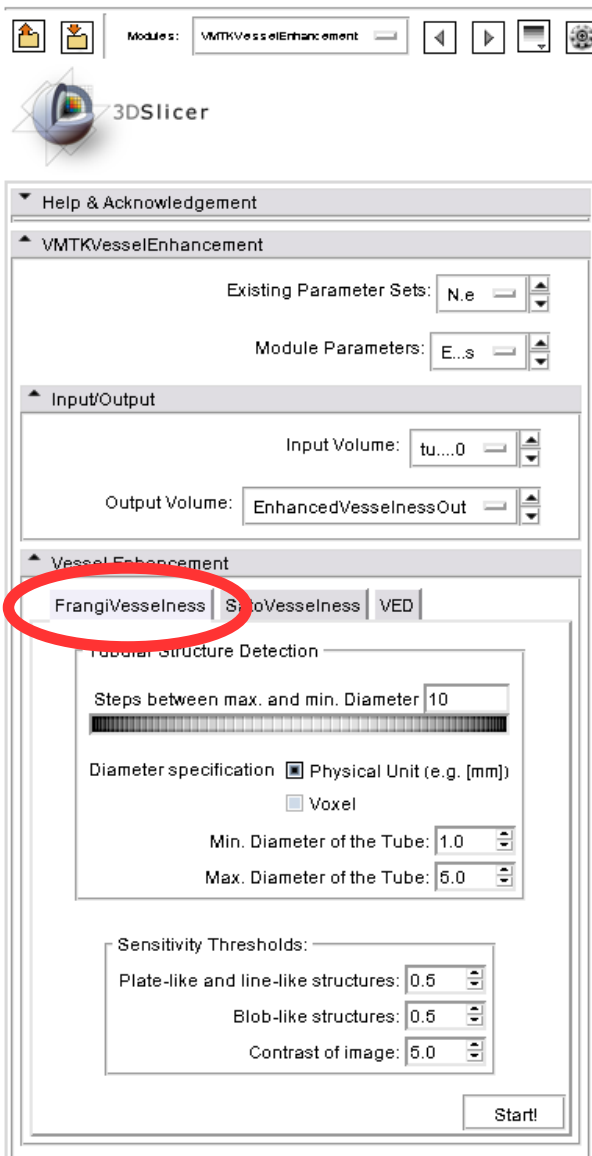 Modules: VMTKVesselEnhancement
3DSlicer
Help & Acknowledgement
VMTKVesselEnhancement
Existing Parameter Sets: N.e
Module Parameters: E...s
Input/Output
Input Volume: tu....0
Output Volume: EnhancedVesselnessOut
Vessel Enhancement
FrangiVesselness SatoVesselness VED
Tubular Structure Detection
Steps between max. and min. Diameter 10
Diameter specification Physical Unit (e.g. [mm])
Voxel
Min. Diameter of the Tube: 1.0
Max. Diameter of the Tube: 5.0
Sensitivity Thresholds:
Plate-like and line-like structures: 0.5
Blob-like structures: 0.5
Contrast of image: 5.0
Start!